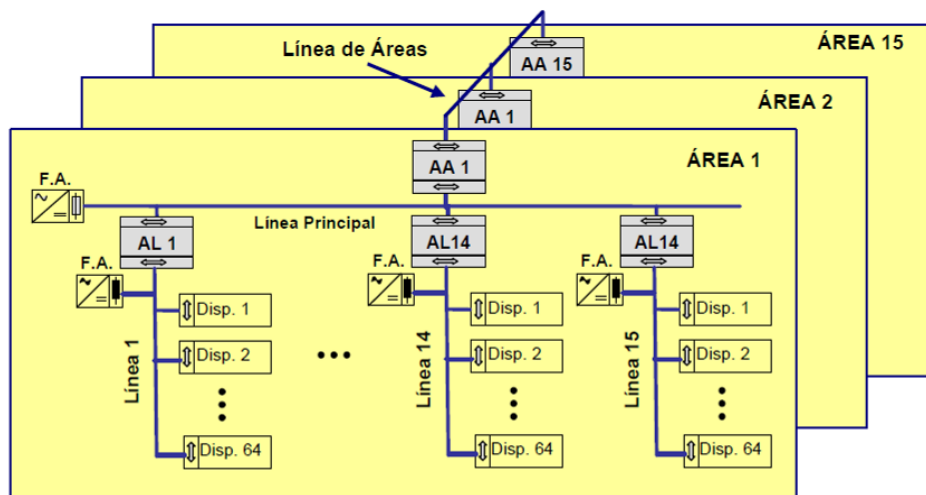 ÁREA 15
Línea de Áreas
AA 15
ÁREA 2
AA 1
ÁREA 1
AA 1
F.A.
Línea Principal
AL 1
AL14
AL14
F.A.
F.A.
F.A.
Línea 1
Disp. 1
Disp. 2
Disp. 64
Línea 14
Disp. 1
Disp. 2
Disp. 64
Línea 15
Disp. 1
Disp. 2
Disp. 64